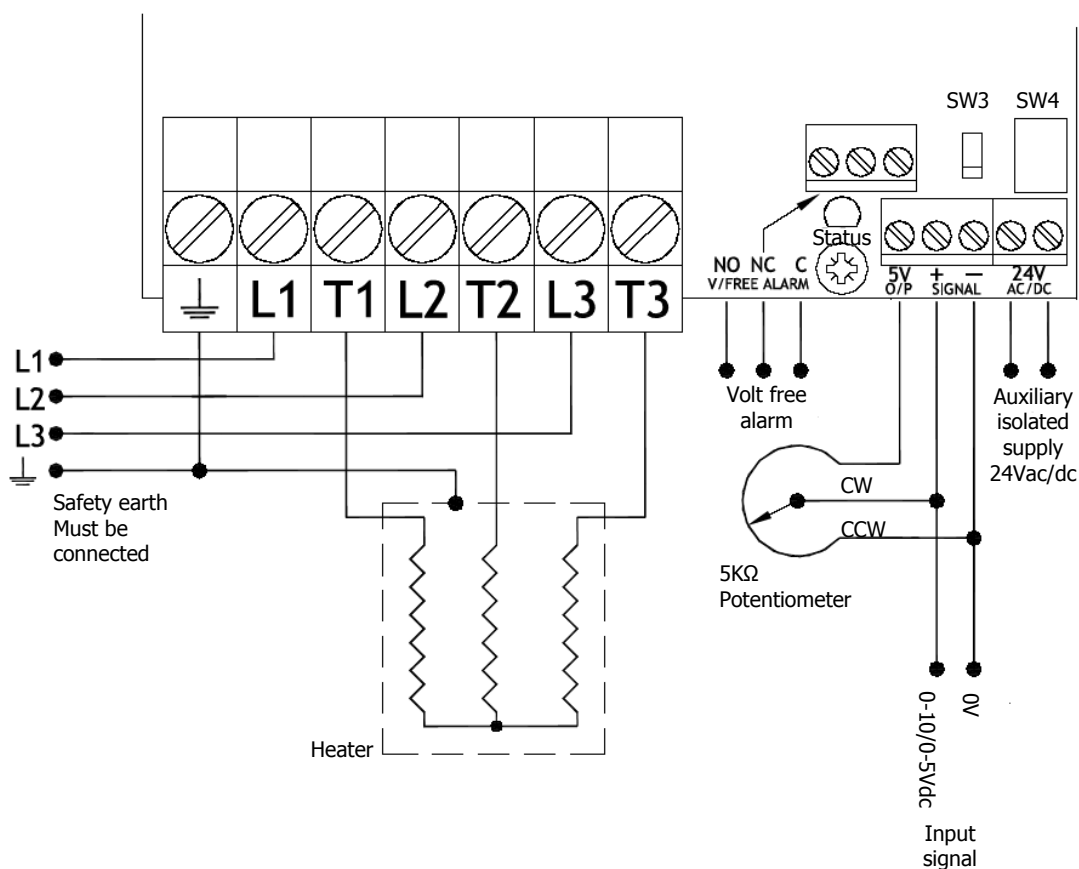 SW3 SW4
Status
NO NC C
V/FREE ALARM
5V + — 24V
O/P SIGNAL AC/DC
L1 T1 L2 T2 L3 T3
L1
L2
L3
Safety earth
Must be
connected
Volt free
alarm
Auxiliary
isolated
supply
24Vac/dc
CW
CCW
5KΩ
Potentiometer
Heater
0-10/0-5Vdc
0V
Input
signal